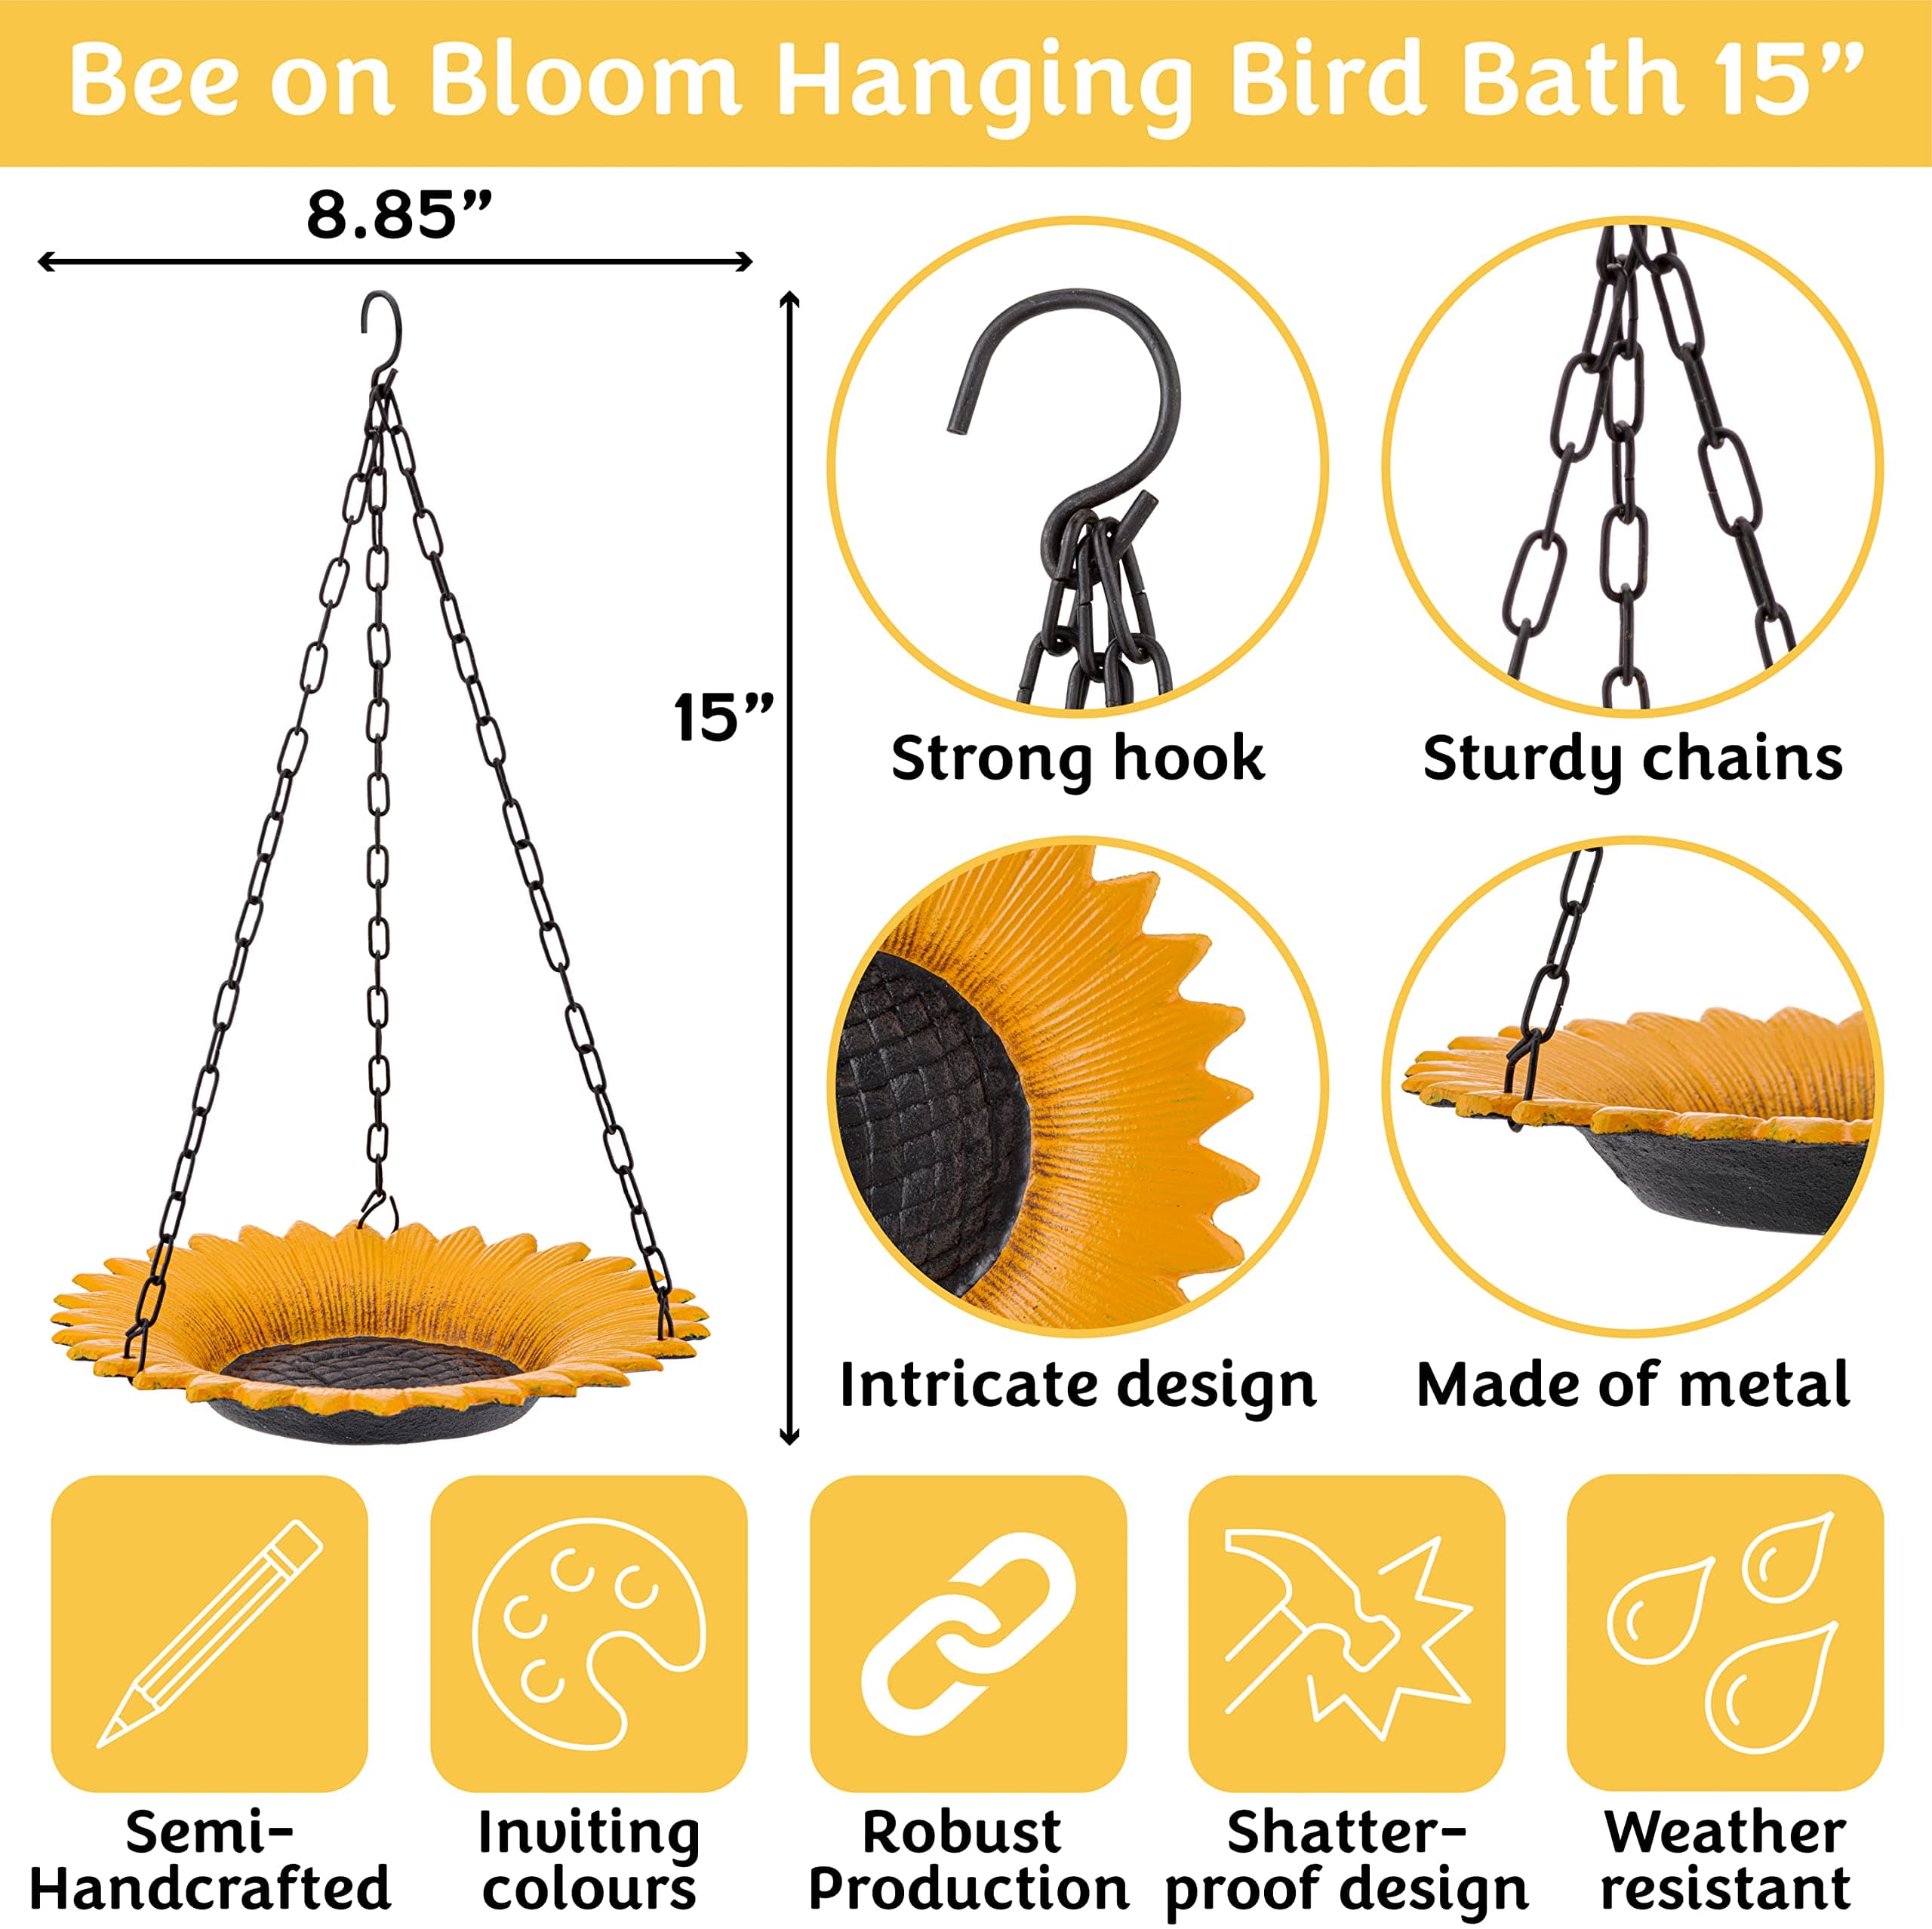 Bee on Bloom Hanging Bird Bath 15”
8.85”
15”
Strong hook
Sturdy chains
Intricate design
Made of metal
Semi-
Handcrafted
Inviting
colours
Robust
Production
Shatter-
proof design
Weather
resistant